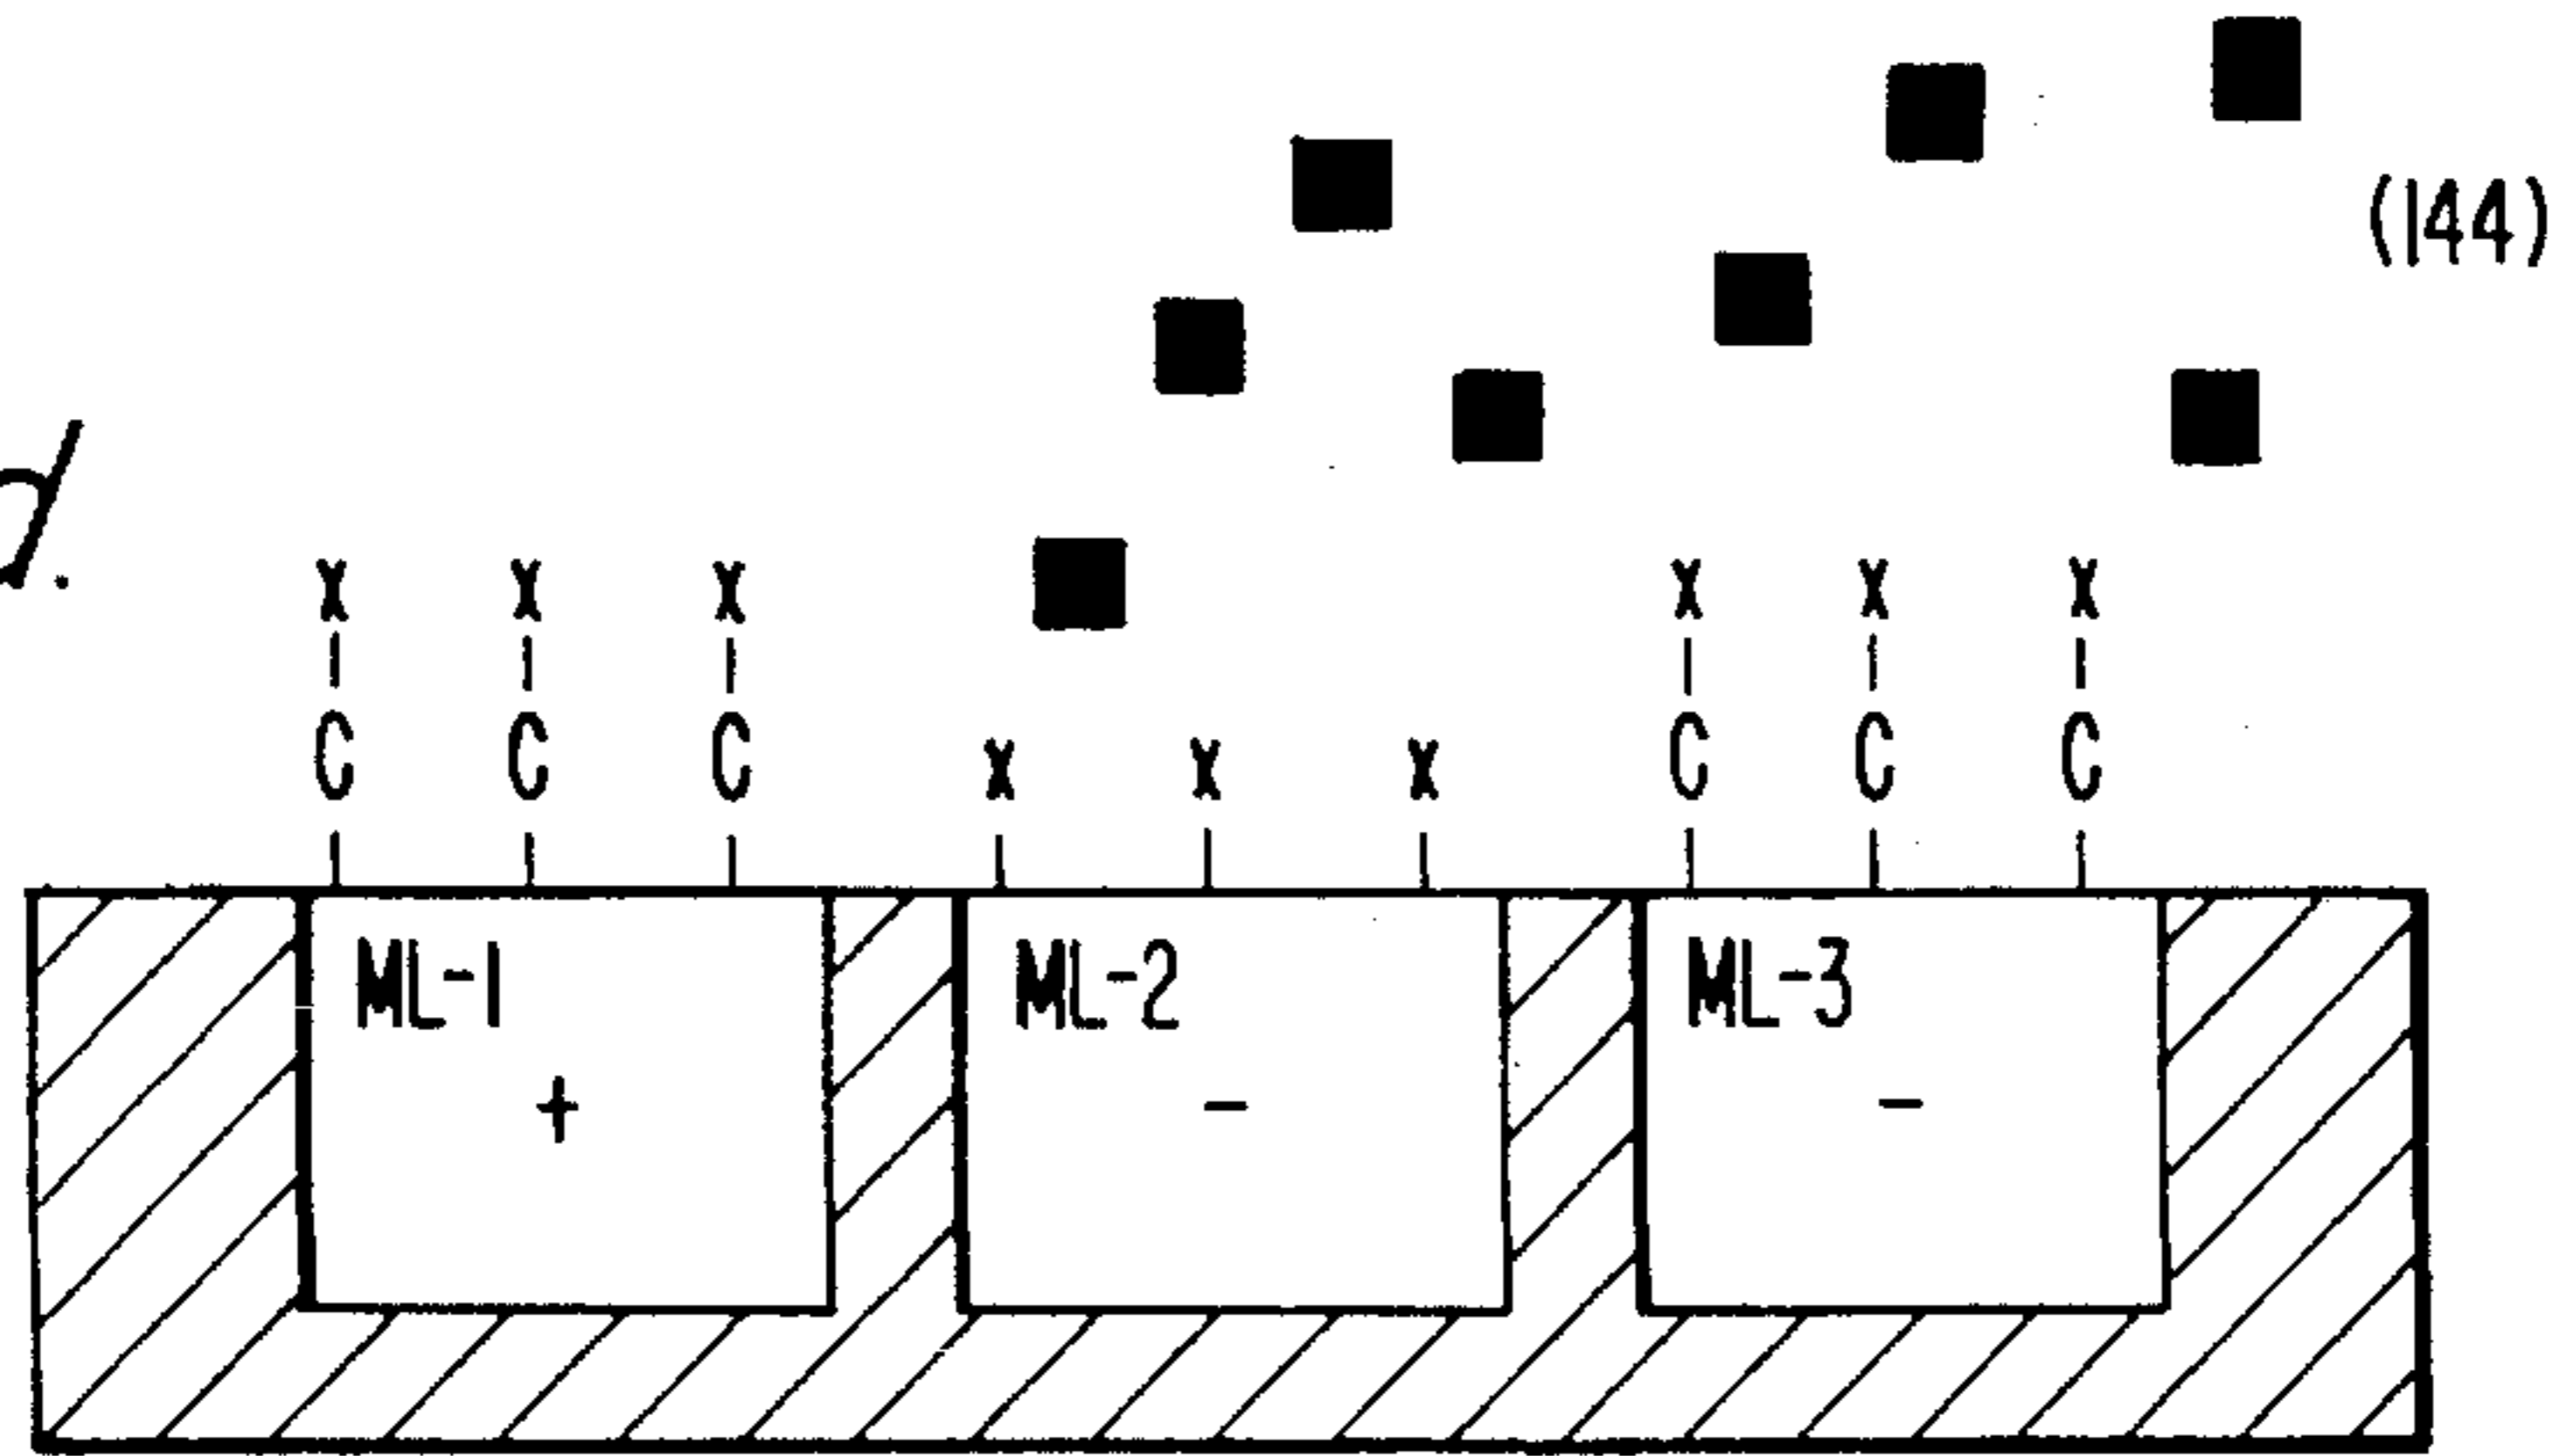 (144)
d.
X X X X X X
C C C X X X C C C
ML-1 ML-2 ML-3
+ - -